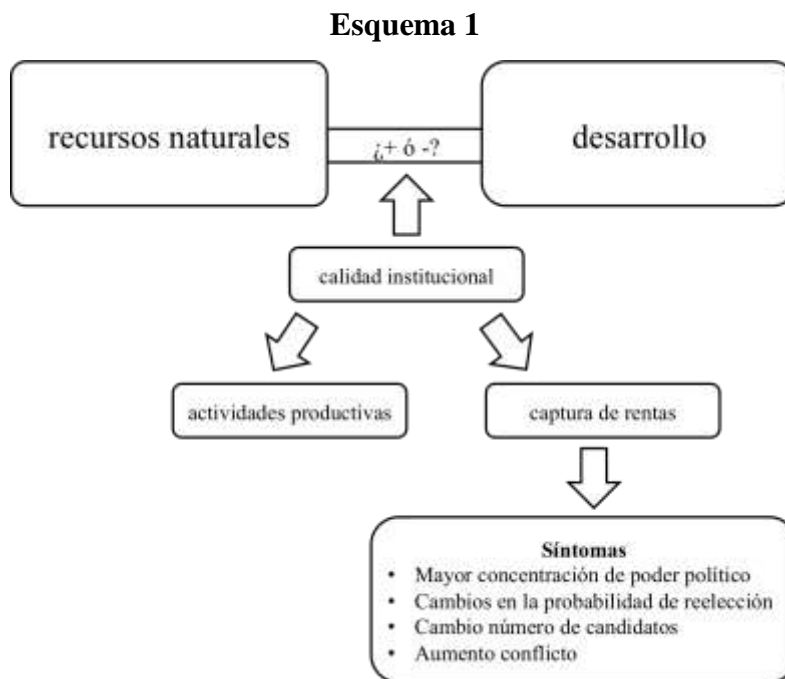 Esquema 1
recursos naturales
¿+ ó -?
desarrollo
calidad institucional
actividades productivas
captura de rentas
Síntomas
• Mayor concentración de poder político
• Cambios en la probabilidad de reelección
• Cambio número de candidatos
• Aumento conflicto